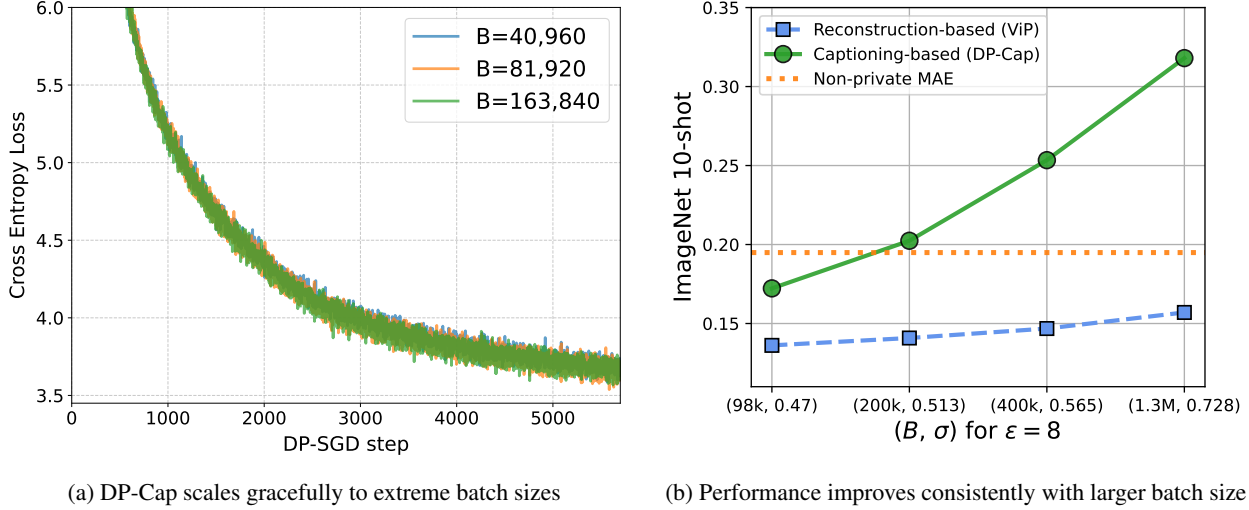 6.0
5.5
5.0
4.5
4.0
3.5
Cross Entropy Loss
B=40,960
B=81,920
B=163,840
0
1000
2000
3000
4000
5000
DP-SGD step
(a) DP-Cap scales gracefully to extreme batch sizes
0.35
0.30
0.25
0.20
0.15
ImageNet 10-shot
Reconstruction-based (ViP)
Captioning-based (DP-Cap)
Non-private MAE
(98k, 0.47)
(200k, 0.513)
(400k, 0.565)
(1.3M, 0.728)
(B, σ) for ε = 8
(b) Performance improves consistently with larger batch size